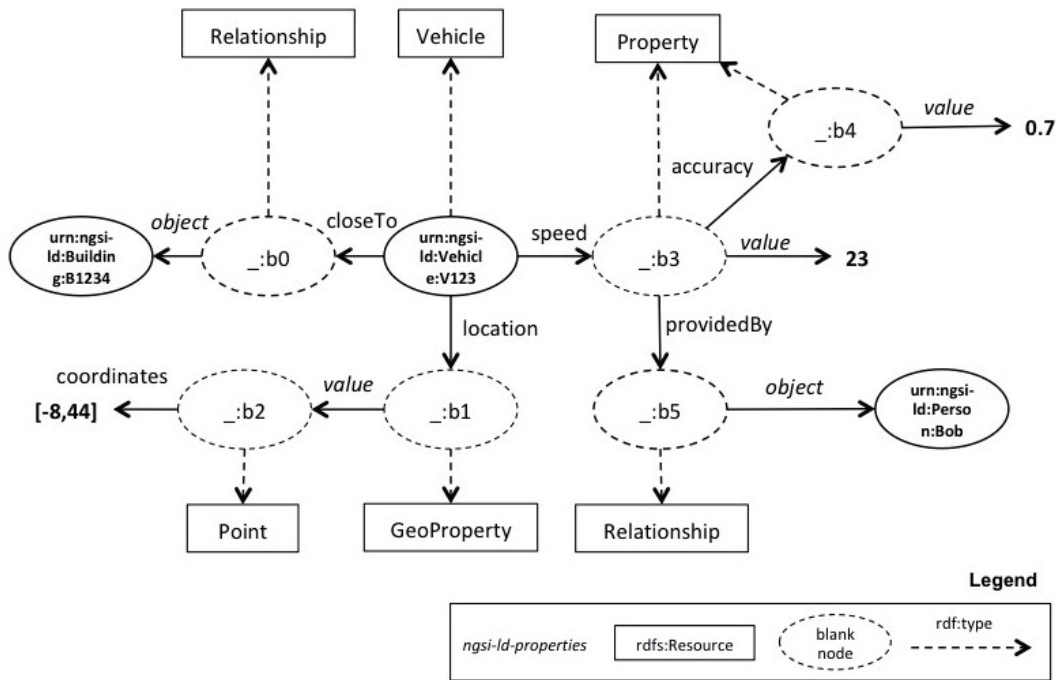 Relationship
Vehicle
Property
_:b4
value
0.7
accuracy
object
closeTo
speed
value
urn:ngsi-
ld:Buildin
g:B1234
_:b0
urn:ngsi-
ld:Vehicl
e:V123
_:b3
23
location
providedBy
coordinates
value
object
[-8,44]
_:b2
_:b1
_:b5
urn:ngsi-
ld:Perso
n:Bob
Point
GeoProperty
Relationship
Legend
ngsi-ld-properties
rdfs:Resource
blank
node
rdf:type